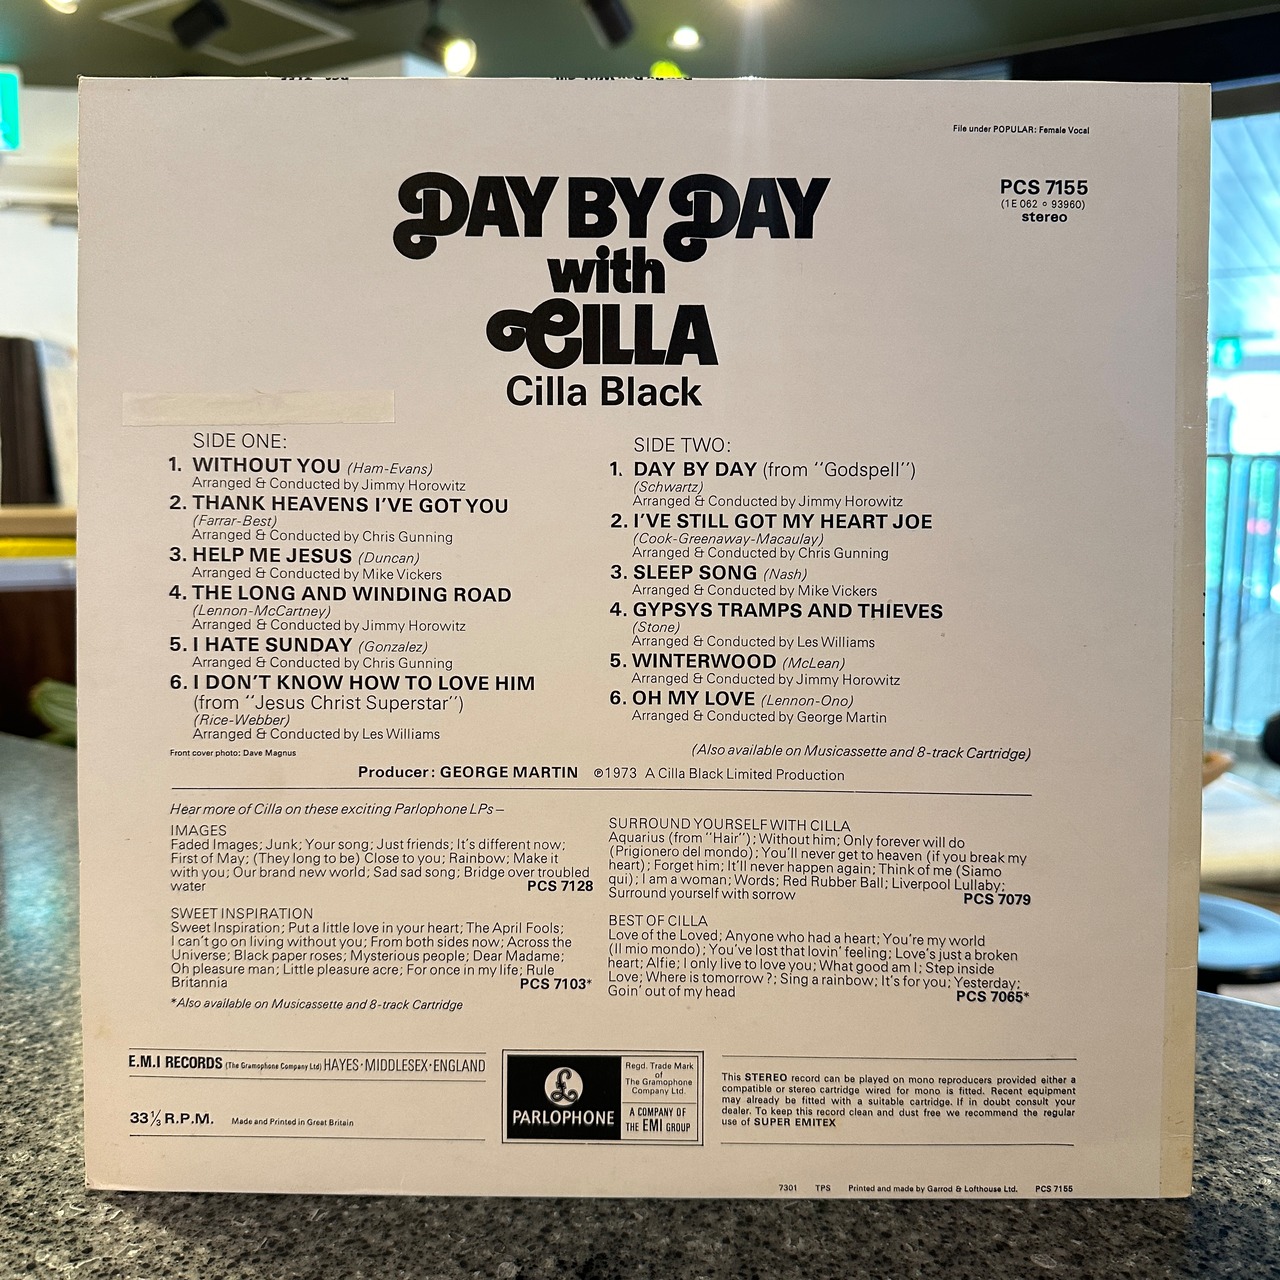 File under POPULAR: Female Vocal
PCS 7155
(1E 062 ○ 93960)
stereo
DAY BY DAY
with
CILLA
Cilla Black
SIDE ONE:
1. WITHOUT YOU (Ham-Evans)
Arranged & Conducted by Jimmy Horowitz
2. THANK HEAVENS I'VE GOT YOU
(Farrar-Best)
Arranged & Conducted by Chris Gunning
3. HELP ME JESUS (Duncan)
Arranged & Conducted by Mike Vickers
4. THE LONG AND WINDING ROAD
(Lennon-McCartney)
Arranged & Conducted by Jimmy Horowitz
5. I HATE SUNDAY (Gonzalez)
Arranged & Conducted by Chris Gunning
6. I DON'T KNOW HOW TO LOVE HIM
(from "Jesus Christ Superstar")
(Rice-Webber)
Arranged & Conducted by Les Williams
Front cover photo: Dave Magnus
SIDE TWO:
1. DAY BY DAY (from "Godspell")
(Schwartz)
Arranged & Conducted by Jimmy Horowitz
2. I'VE STILL GOT MY HEART JOE
(Cook-Greenaway-Macaulay)
Arranged & Conducted by Chris Gunning
3. SLEEP SONG (Nash)
Arranged & Conducted by Mike Vickers
4. GYPSYS TRAMPS AND THIEVES
(Stone)
Arranged & Conducted by Les Williams
5. WINTERWOOD (McLean)
Arranged & Conducted by Jimmy Horowitz
6. OH MY LOVE (Lennon-Ono)
Arranged & Conducted by George Martin
(Also available on Musicassette and 8-track Cartridge)
Producer: GEORGE MARTIN ℗1973 A Cilla Black Limited Production
Hear more of Cilla on these exciting Parlophone LPs—
IMAGES
Faded Images; Junk; Your song; Just friends; It's different now;
First of May; (They long to be) Close to you; Rainbow; Make it
with you; Our brand new world; Sad sad song; Bridge over troubled
water PCS 7128
SWEET INSPIRATION
Sweet Inspiration; Put a little love in your heart; The April Fools;
I can't go on living without you; From both sides now; Across the
Universe; Black paper roses; Mysterious people; Dear Madame;
Oh pleasure man; Little pleasure acre; For once in my life; Rule
Britannia PCS 7103*
*Also available on Musicassette and 8-track Cartridge
SURROUND YOURSELF WITH CILLA
Aquarius (from "Hair"); Without him; Only forever will do
(Prigionero del mondo); You'll never get to heaven (if you break my
heart); Forget him; It'll never happen again; Think of me (Siamo
qui); I am a woman; Words; Red Rubber Ball; Liverpool Lullaby;
Surround yourself with sorrow PCS 7079
BEST OF CILLA
Love of the Loved; Anyone who had a heart; You're my world
(Il mio mondo); You've lost that lovin' feeling; Love's just a broken
heart; Alfie; I only live to love you; What good am I; Step inside
Love; Where is tomorrow?; Sing a rainbow; It's for you; Yesterday;
Goin' out of my head PCS 7065*
E.M.I RECORDS (The Gramophone Company Ltd) HAYES·MIDDLESEX·ENGLAND
33⅓ R.P.M. Made and Printed in Great Britain
£
PARLOPHONE
Regd. Trade Mark
of
The Gramophone
Company Ltd.
A COMPANY OF
THE EMI GROUP
This STEREO record can be played on mono reproducers provided either a
compatible or stereo cartridge wired for mono is fitted. Recent equipment
may already be fitted with a suitable cartridge. If in doubt consult your
dealer. To keep this record clean and dust free we recommend the regular
use of SUPER EMITEX
7301 TPS Printed and made by Garrod & Lofthouse Ltd. PCS 7155